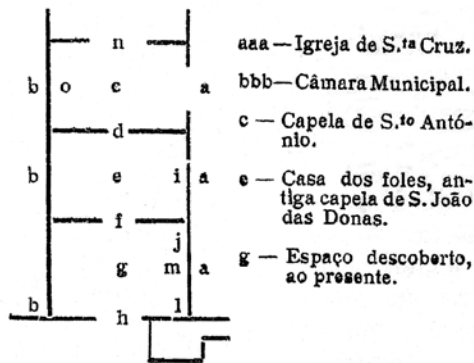 n
b o c a
d
b e i a
f
j
g m a
b l
h
aaa — Igreja de S.ta Cruz.
bbb — Câmara Municipal.
c — Capela de S.to Antó-
nio.
e — Casa dos foles, an-
tiga capela de S. João
das Donas.
g — Espaço descoberto,
ao presente.